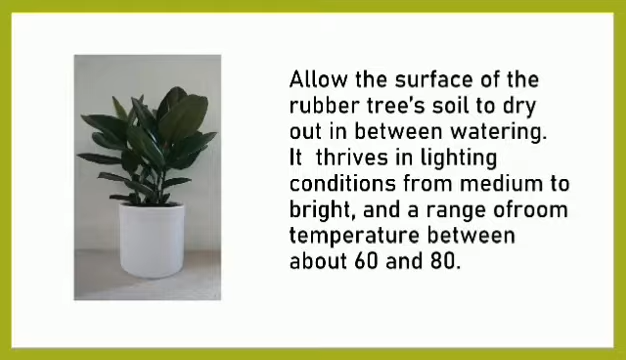 Allow the surface of the
rubber tree's soil to dry
out in between watering.
It  thrives in lighting
conditions from medium to
bright, and a range ofroom
temperature between
about 60 and 80.